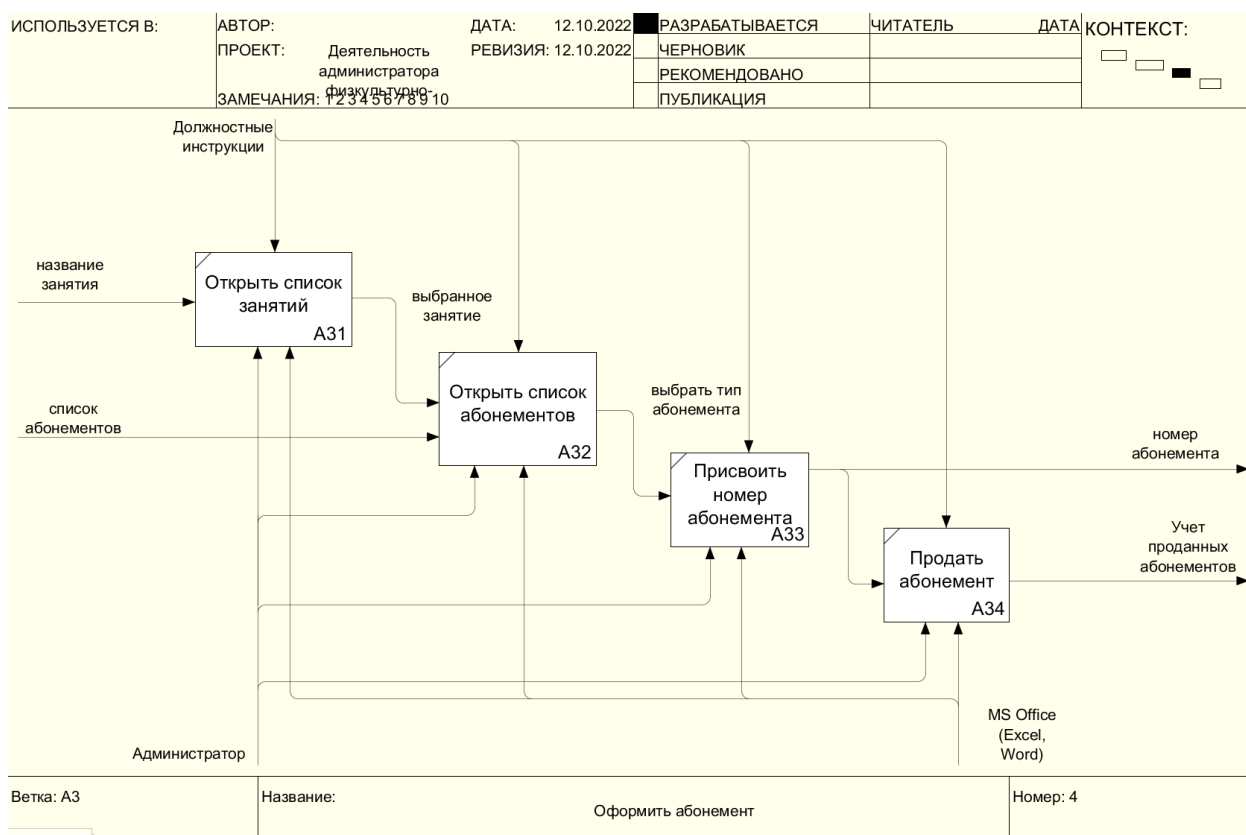 ИСПОЛЬЗУЕТСЯ В:
АВТОР:
ДАТА: 12.10.2022
РАЗРАБАТЫВАЕТСЯ
ЧИТАТЕЛЬ
ДАТА
КОНТЕКСТ:
ПРОЕКТ:
Деятельность
администратора
физкультурно-
РЕВИЗИЯ: 12.10.2022
ЧЕРНОВИК
РЕКОМЕНДОВАНО
ЗАМЕЧАНИЯ: 1 2 3 4 5 6 7 8 9 10
ПУБЛИКАЦИЯ
Должностные
инструкции
название
занятия
Открыть список
занятий
A31
выбранное
занятие
Открыть список
абонементов
A32
список
абонементов
выбрать тип
абонемента
Присвоить
номер
абонемента
A33
номер
абонемента
Продать
абонемент
A34
Учет
проданных
абонементов
Администратор
MS Office
(Excel,
Word)
Ветка: A3
Название:
Оформить абонемент
Номер: 4